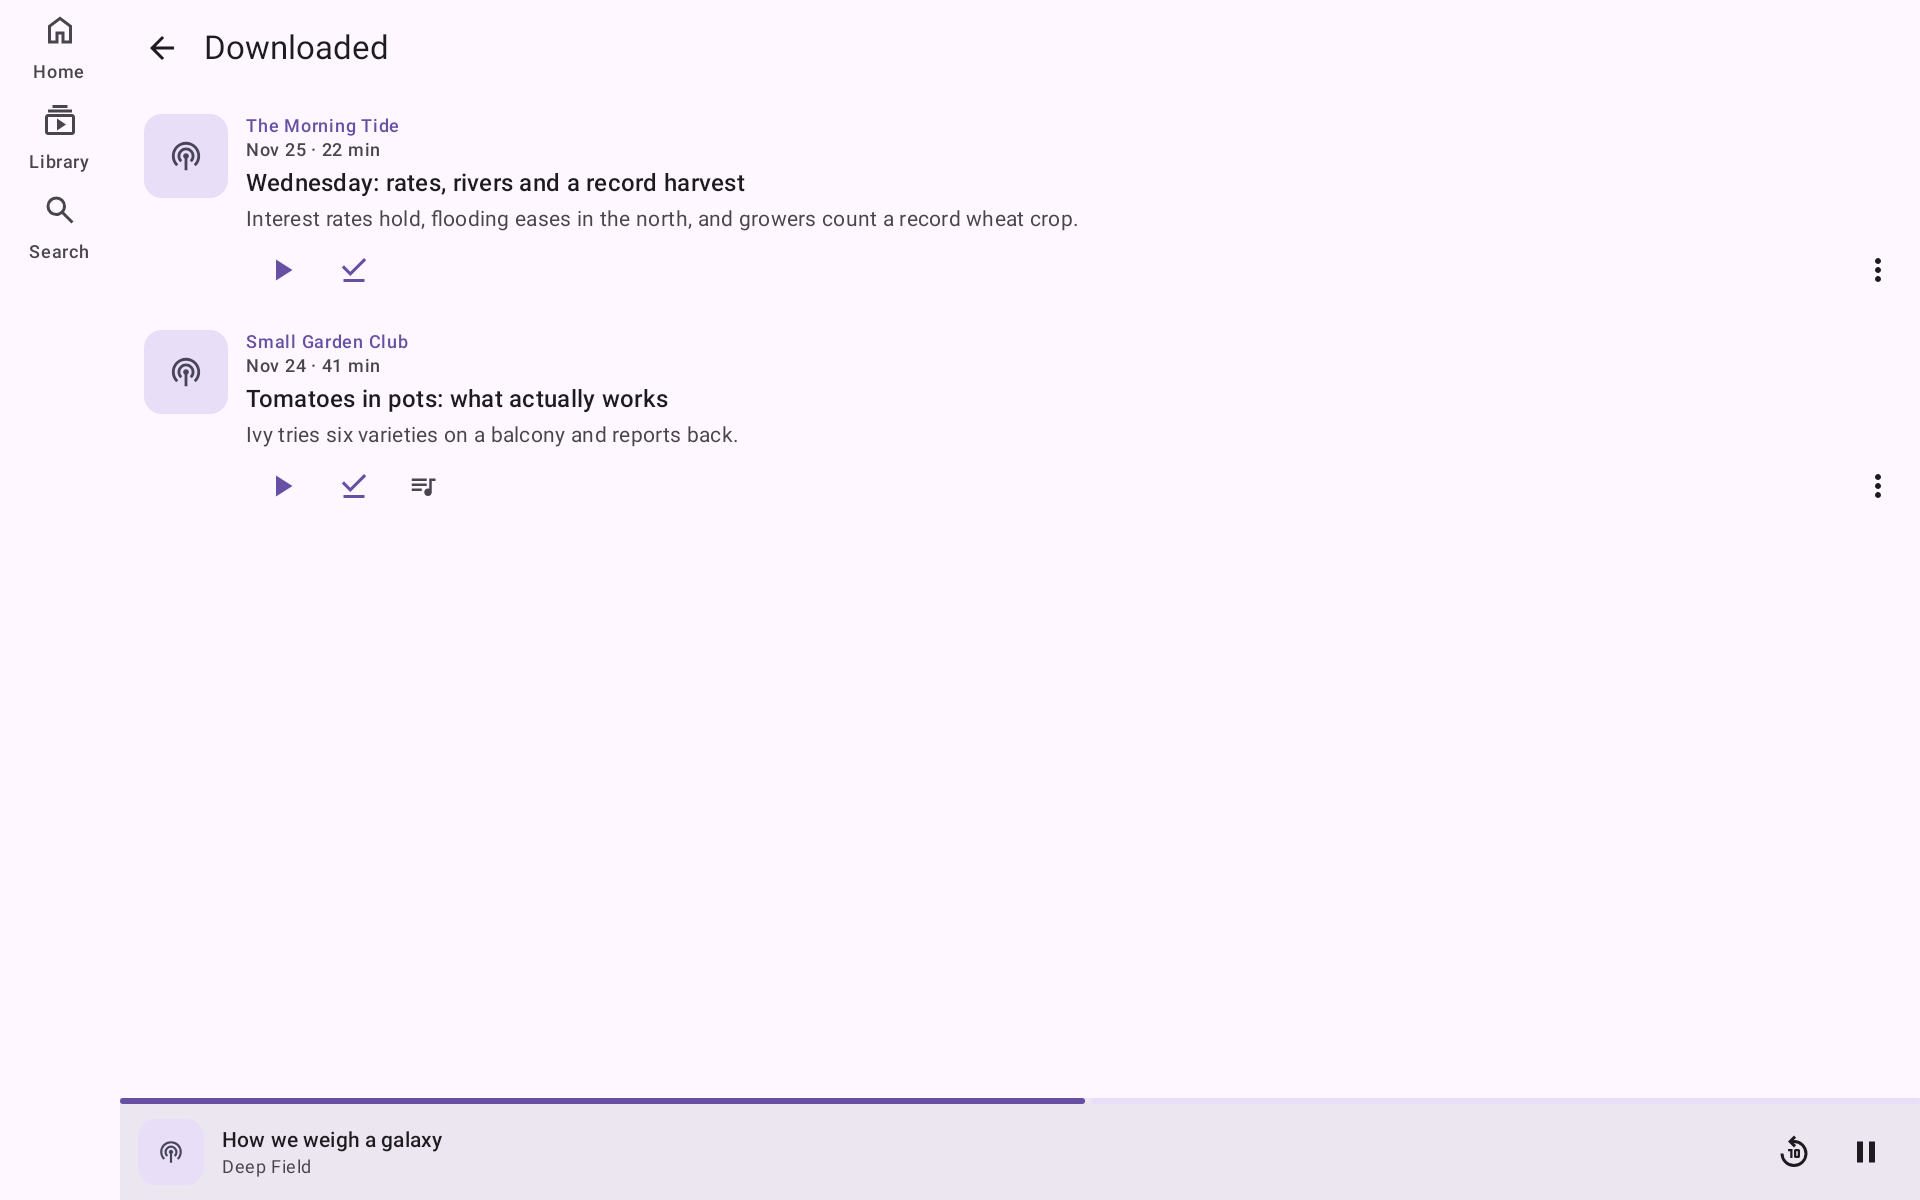 Home
Library
Search
Downloaded
The Morning Tide
Nov 25 · 22 min
Wednesday: rates, rivers and a record harvest
Interest rates hold, flooding eases in the north, and growers count a record wheat crop.
Small Garden Club
Nov 24 · 41 min
Tomatoes in pots: what actually works
Ivy tries six varieties on a balcony and reports back.
How we weigh a galaxy
Deep Field
10